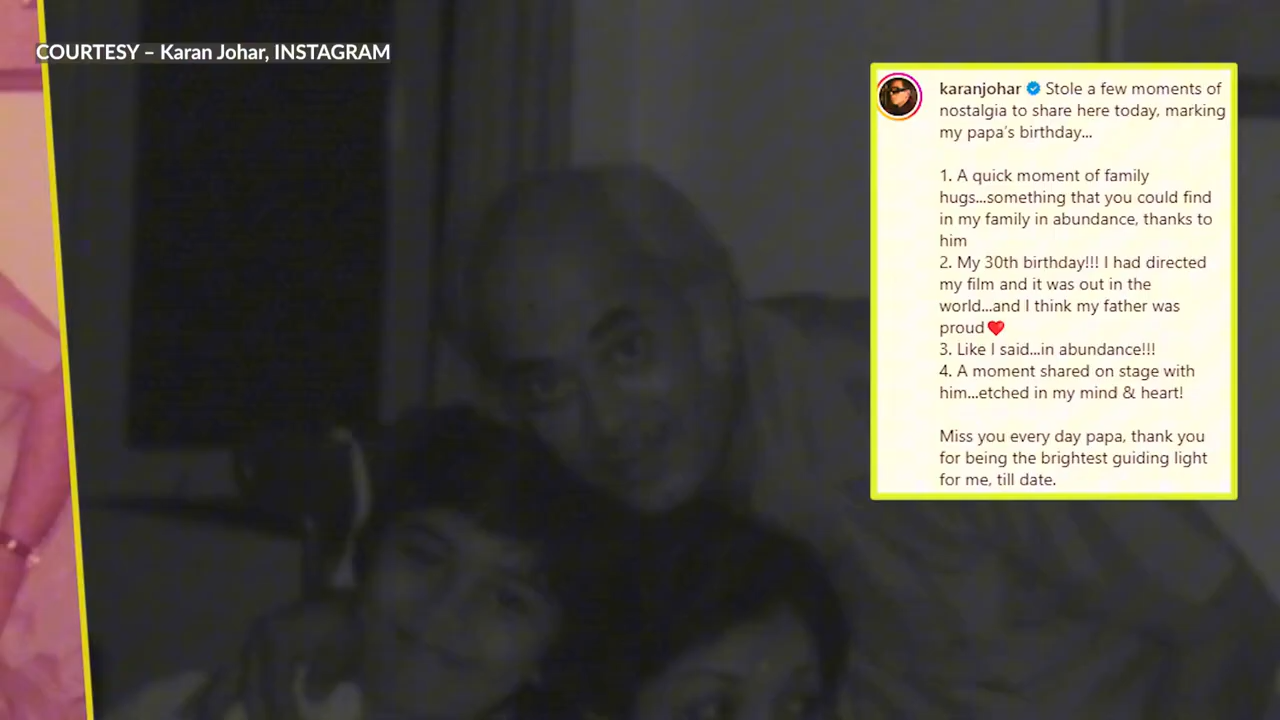 COURTESY – Karan Johar, INSTAGRAM
karanjohar Stole a few moments of
nostalgia to share here today, marking
my papa's birthday...
1. A quick moment of family
hugs...something that you could find
in my family in abundance, thanks to
him
2. My 30th birthday!!! I had directed
my film and it was out in the
world...and I think my father was
proud❤️
3. Like I said...in abundance!!!
4. A moment shared on stage with
him...etched in my mind & heart!
Miss you every day papa, thank you
for being the brightest guiding light
for me, till date.